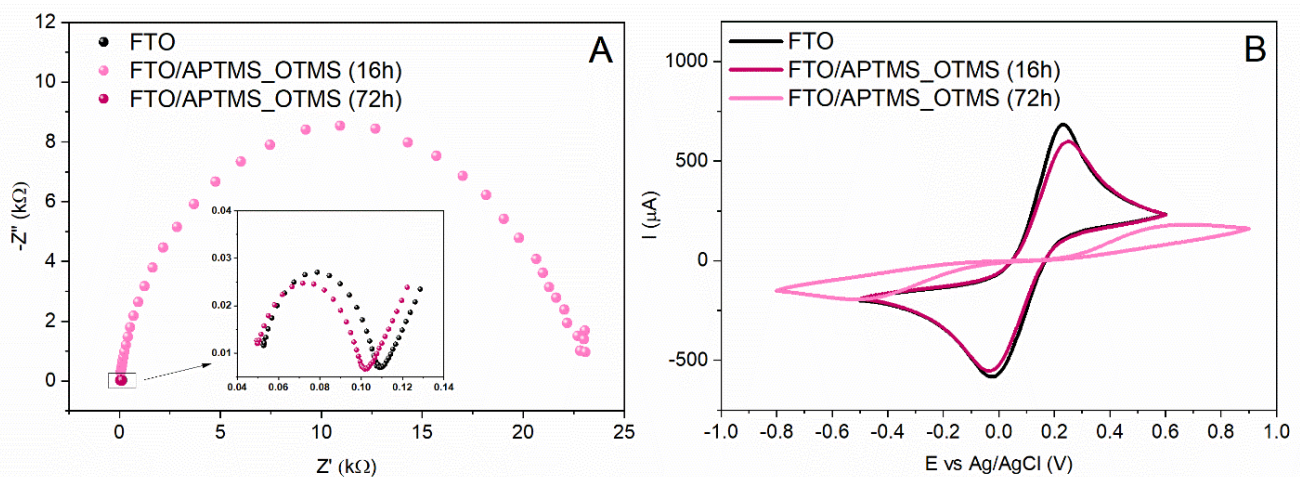 A
FTO
FTO/APTMS_OTMS (16h)
FTO/APTMS_OTMS (72h)
-Z" (kΩ)
12
10
8
6
4
2
0
0.04
0.03
0.02
0.01
0.04 0.06 0.08 0.10 0.12 0.14
0 5 10 15 20 25
Z' (kΩ)
B
FTO
FTO/APTMS_OTMS (16h)
FTO/APTMS_OTMS (72h)
I (μA)
1000
500
0
-500
-1.0 -0.8 -0.6 -0.4 -0.2 0.0 0.2 0.4 0.6 0.8 1.0
E vs Ag/AgCl (V)